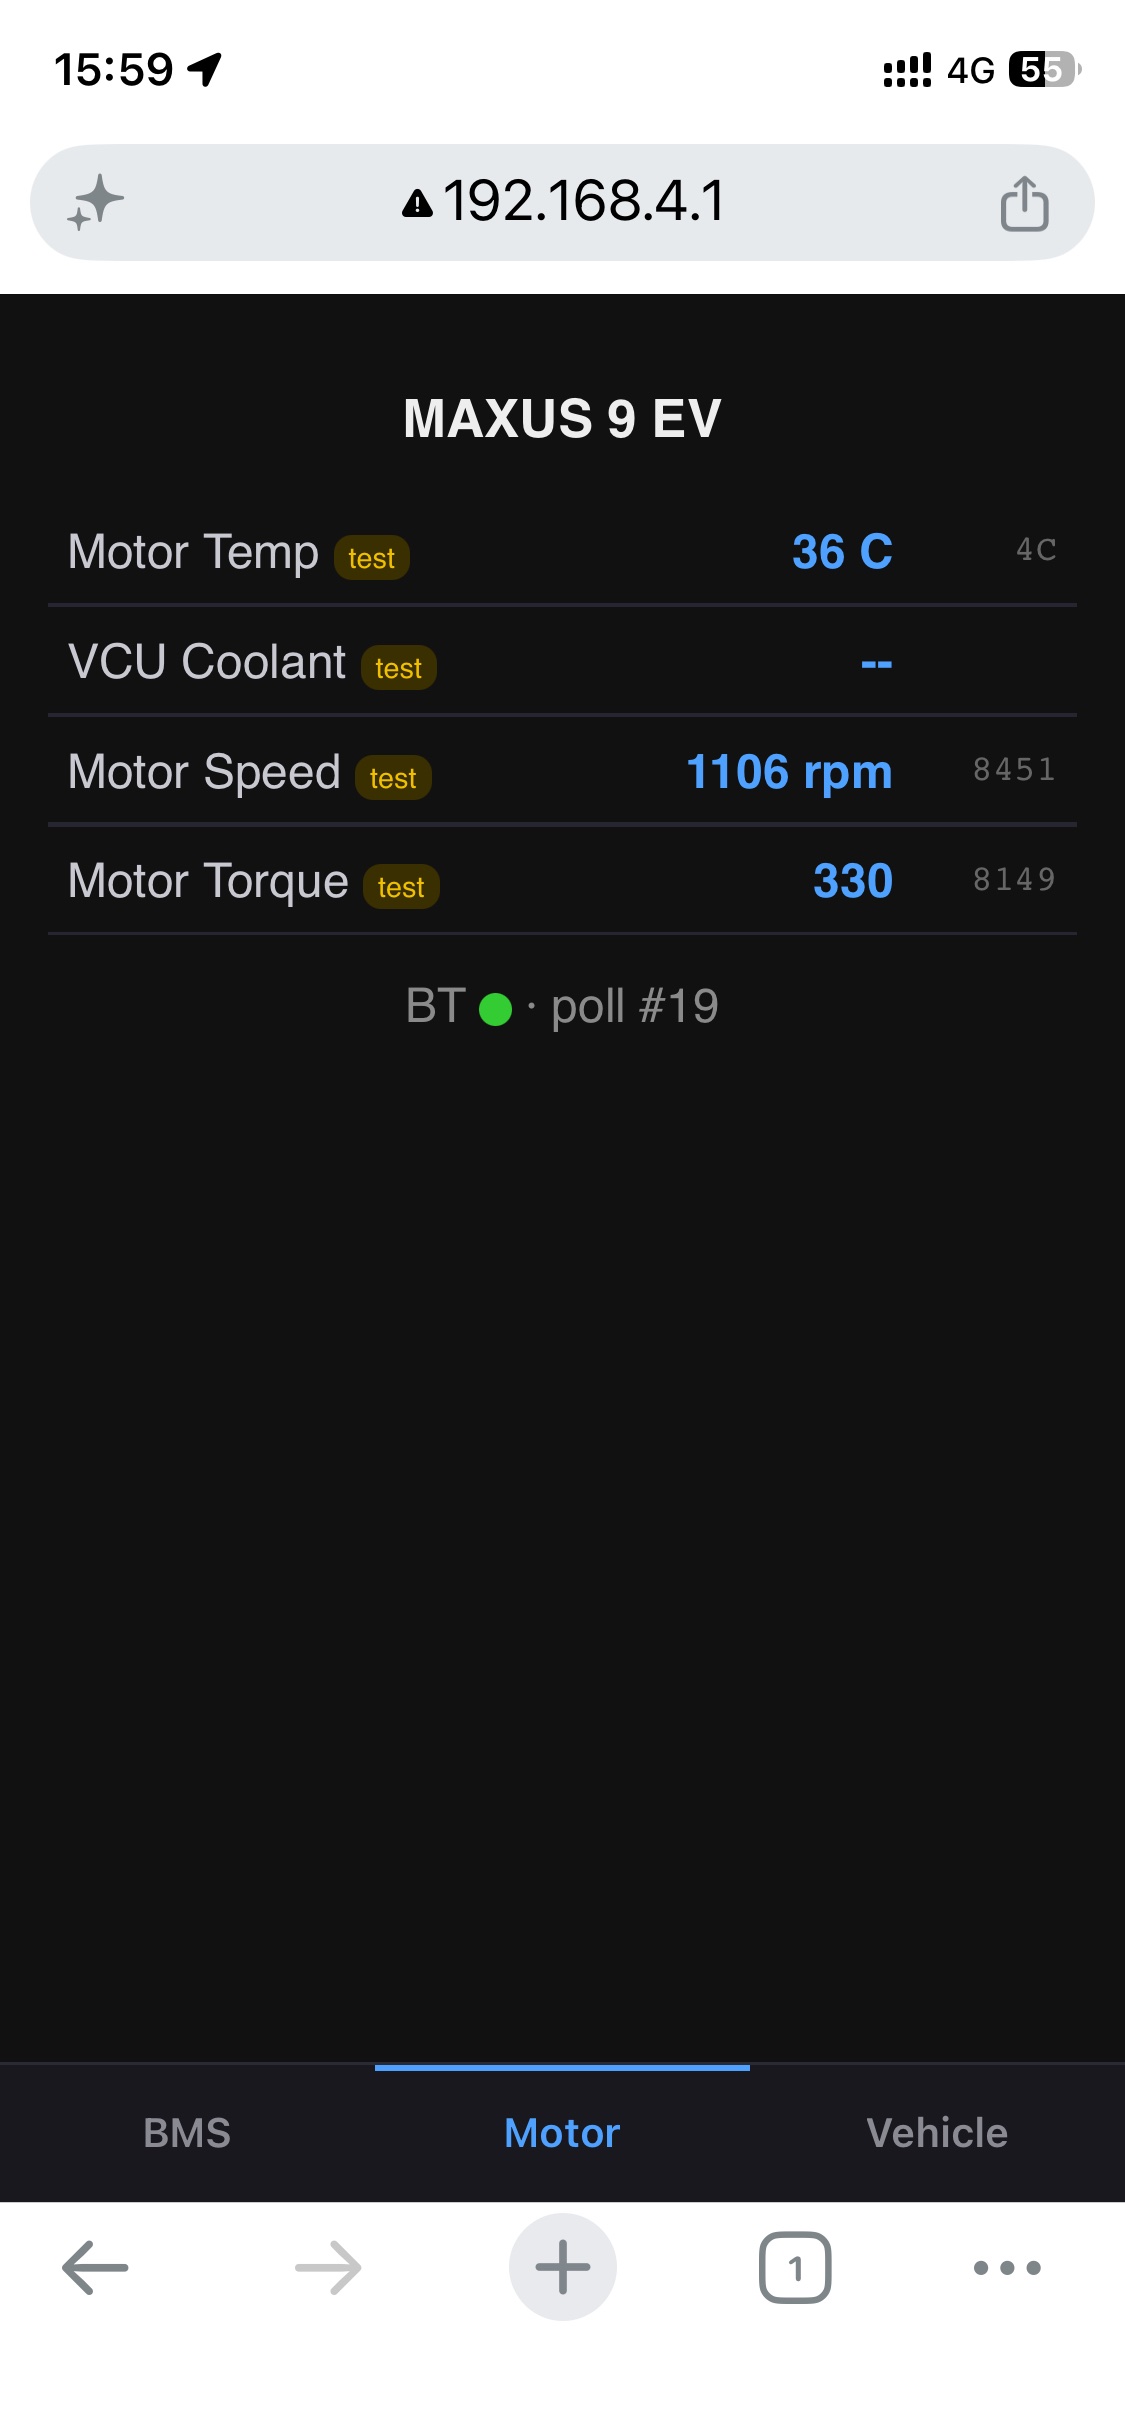 15:59
4G 55
192.168.4.1
MAXUS 9 EV
Motor Temp test 36 C 4C
VCU Coolant test --
Motor Speed test 1106 rpm 8451
Motor Torque test 330 8149
BT · poll #19
BMS Motor Vehicle
1